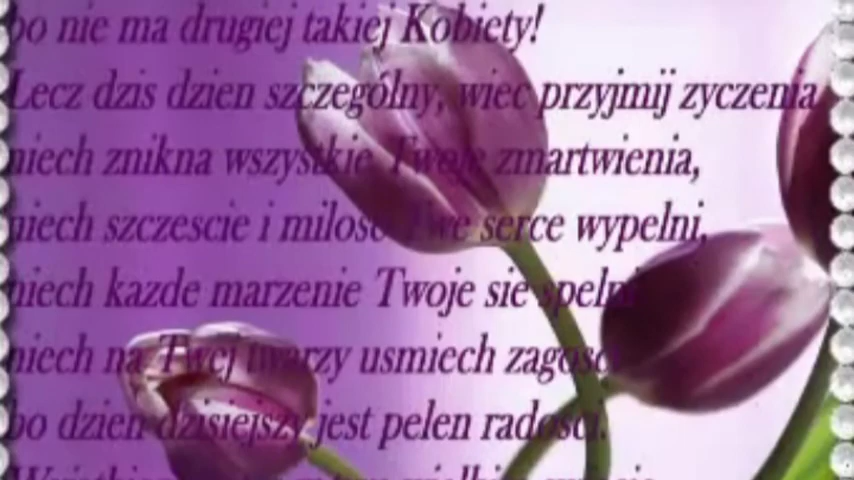 bo nie ma drugiej takiej Kobiety!
Lecz dzis dzien szczególny, wiec przyjmij zyczenia
niech znikna wszystkie Twoje zmartwienia,
niech szczescie i milosc Twe serce wypelni,
niech kazde marzenie Twoje sie spelni
niech na Twej twarzy usmiech zagosci
bo dzien dzisiejszy jest pelen radosci.